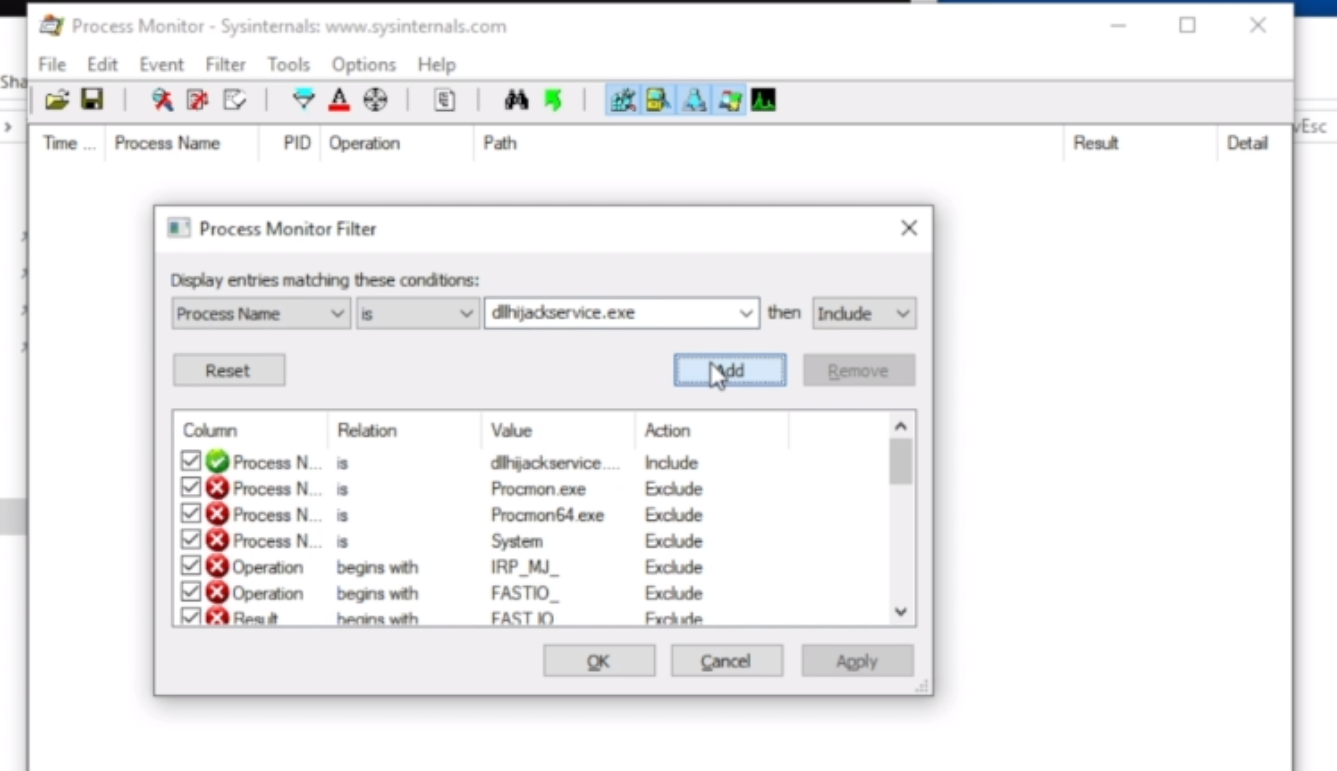 Process Monitor - Sysinternals: www.sysinternals.com
File Edit Event Filter Tools Options Help
Sha
Time ... Process Name PID Operation Path Result Detail
vEsc
Process Monitor Filter
Display entries matching these conditions:
Process Name is dllhijackservice.exe then Include
Reset Add Remove
Column Relation Value Action
Process N... is dllhijackservice.... Include
Process N... is Procmon.exe Exclude
Process N... is Procmon64.exe Exclude
Process N... is System Exclude
Operation begins with IRP_MJ_ Exclude
Operation begins with FASTIO_ Exclude
Result begins with FAST IO Exclude
OK Cancel Apply